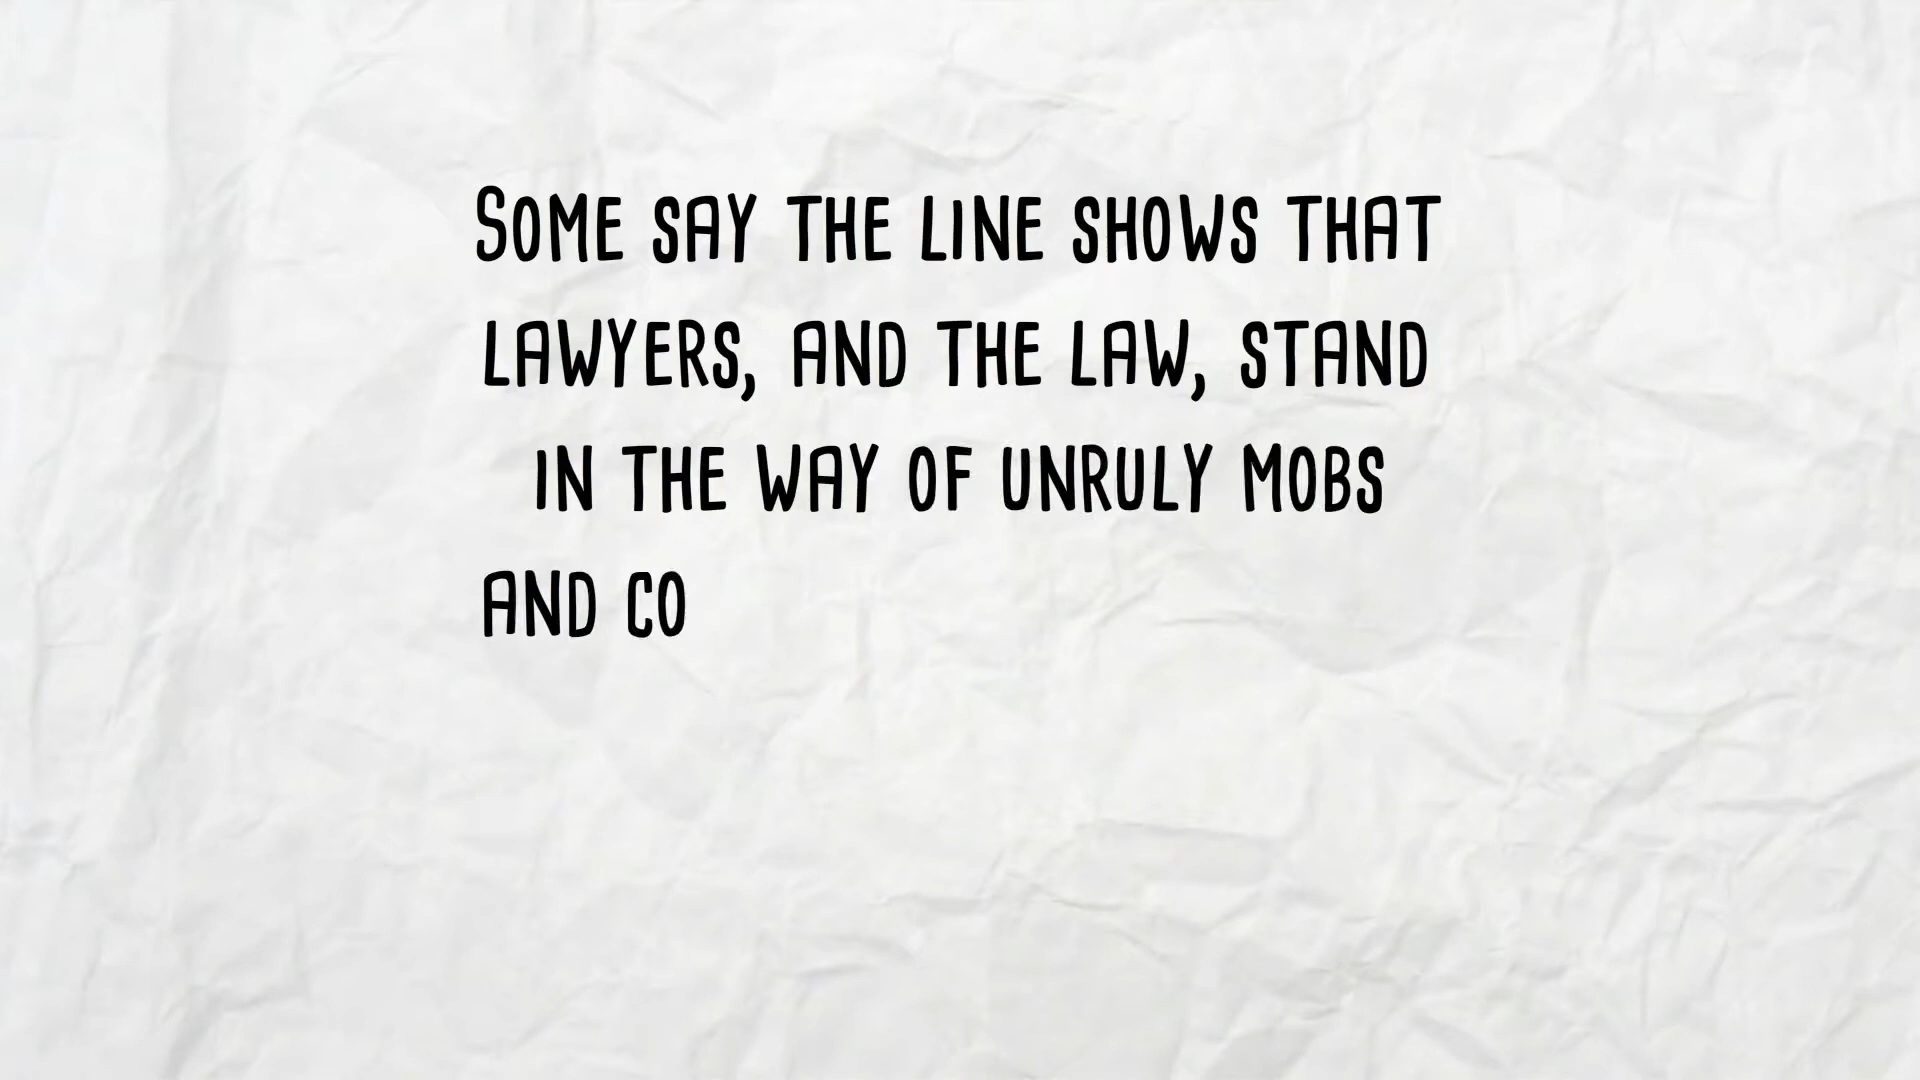 Some say the line shows that
lawyers, and the law, stand
in the way of unruly mobs
and co